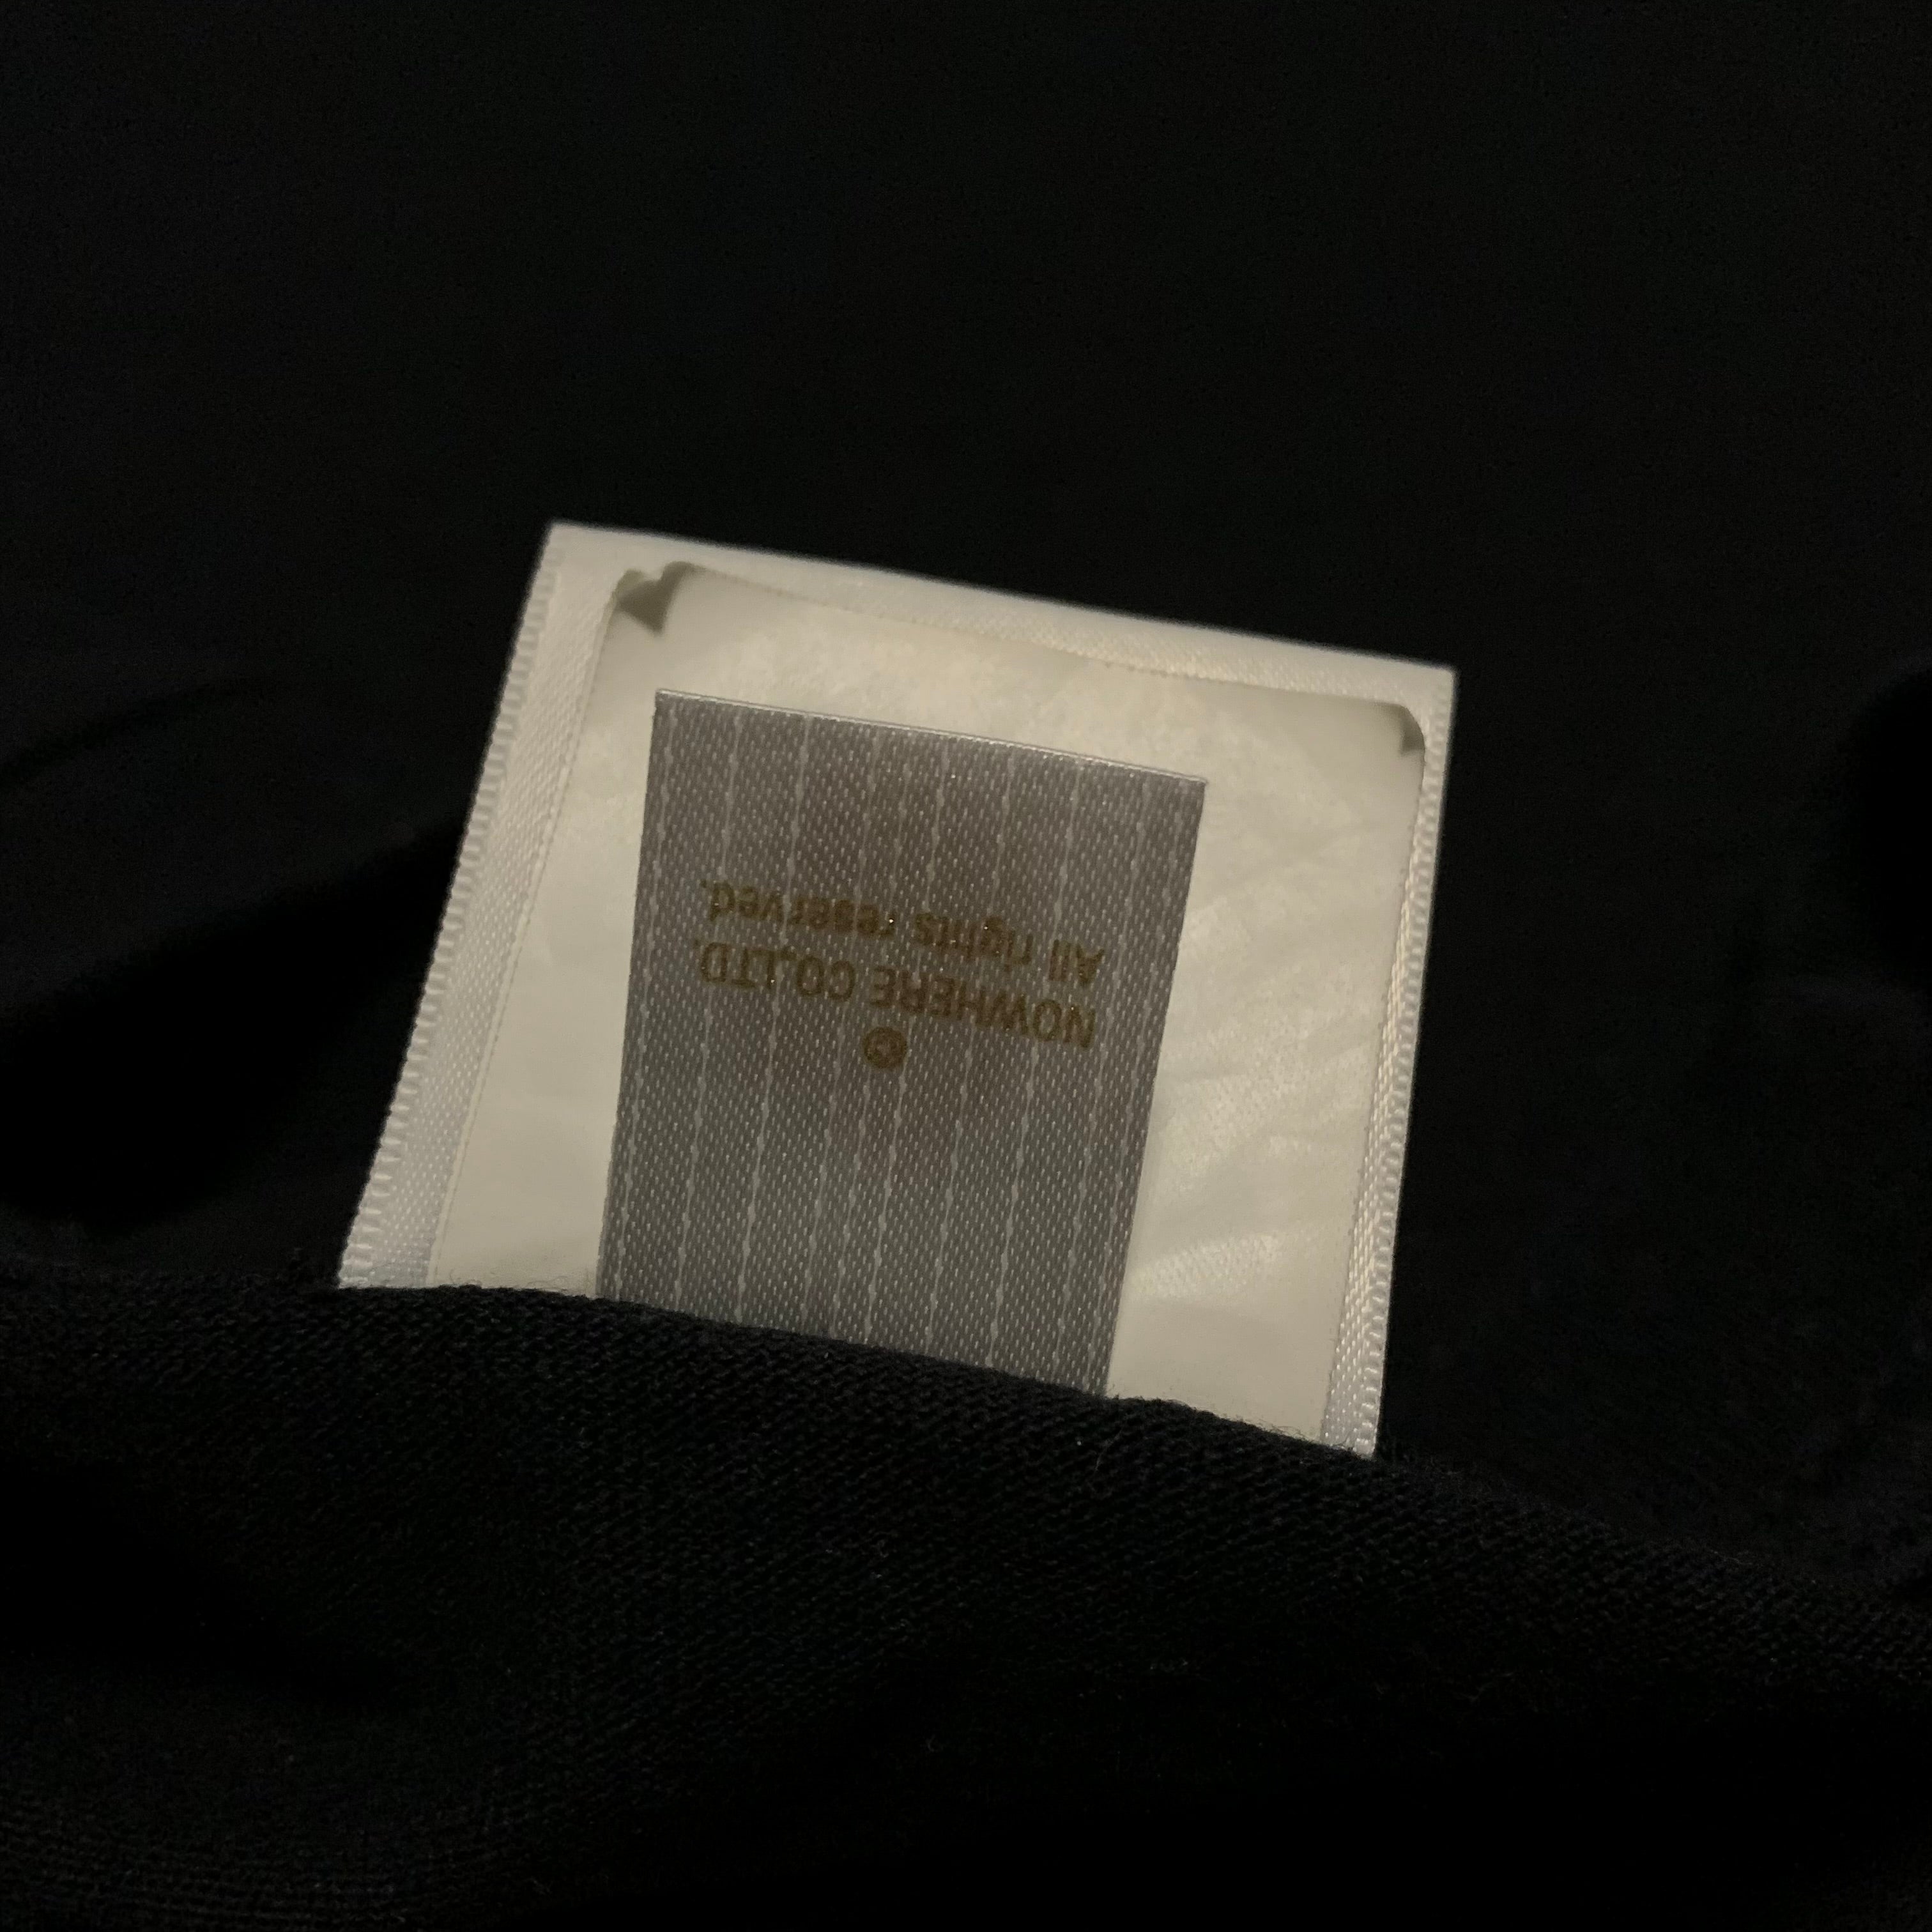 ©
NOWHERE CO.,LTD.
All rights reserved.